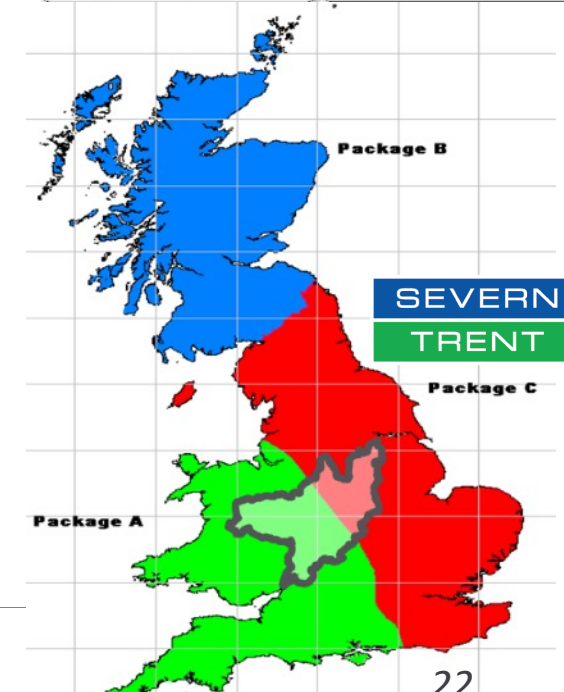 Package B
SEVERN
TRENT
Package C
Package A
22